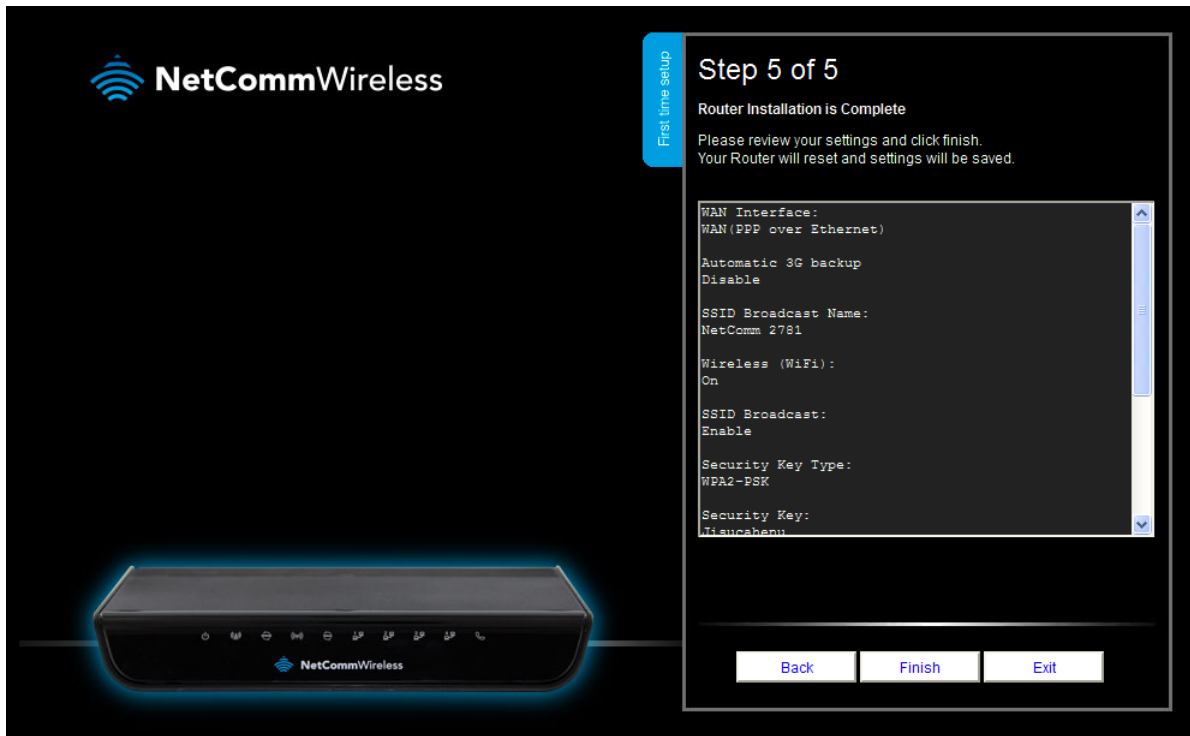 NetCommWireless
First time setup
Step 5 of 5
Router Installation is Complete
Please review your settings and click finish.
Your Router will reset and settings will be saved.
WAN Interface:
WAN(PPP over Ethernet)
Automatic 3G backup
Disable
SSID Broadcast Name:
NetComm 2781
Wireless (WiFi):
On
SSID Broadcast:
Enable
Security Key Type:
WPA2-PSK
Security Key:
Jisucahenu
NetCommWireless
Back
Finish
Exit